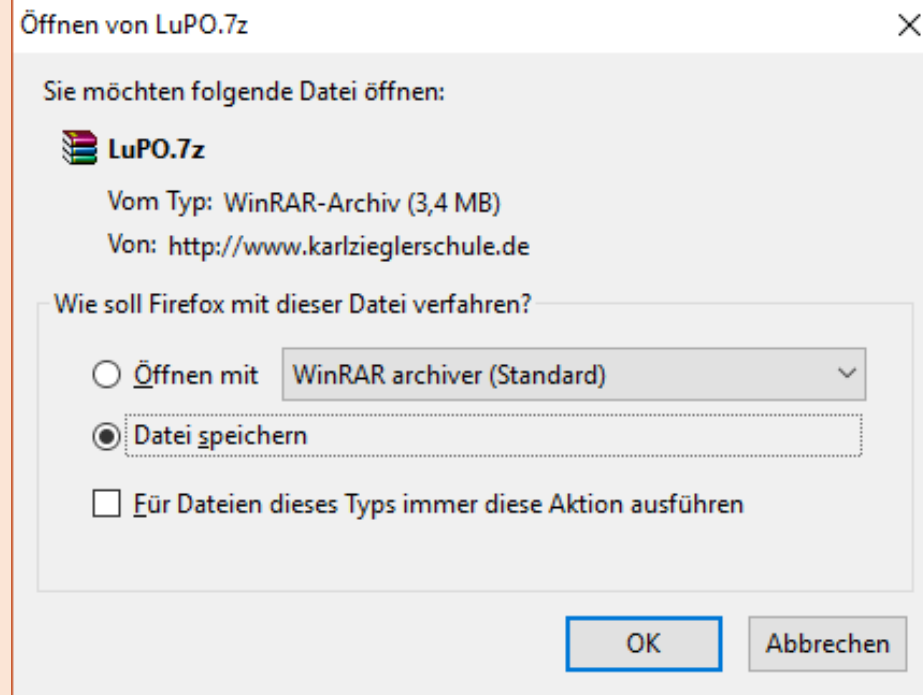 Öffnen von LuPO.7z
Sie möchten folgende Datei öffnen:
LuPO.7z
Vom Typ: WinRAR-Archiv (3,4 MB)
Von: http://www.karlzieglerschule.de
Wie soll Firefox mit dieser Datei verfahren?
Öffnen mit WinRAR archiver (Standard)
Datei speichern
Für Dateien dieses Typs immer diese Aktion ausführen
OK Abbrechen